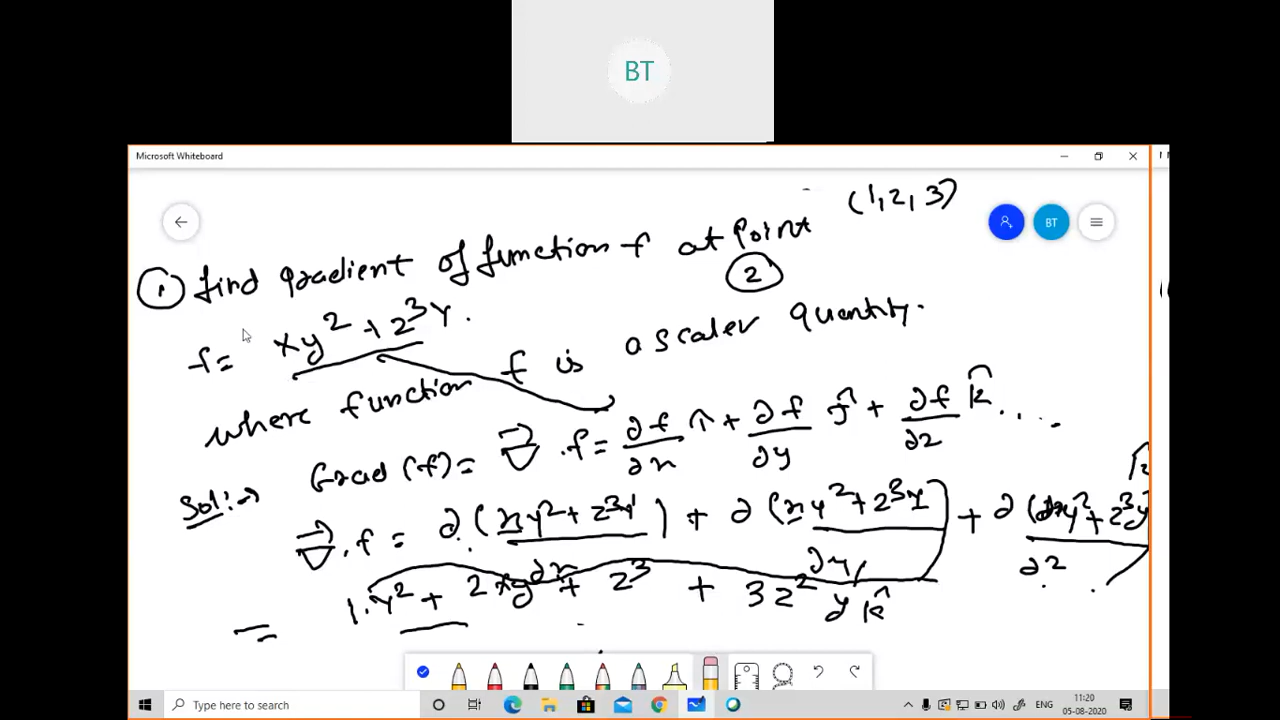 BT
Microsoft Whiteboard
(1,2,3)
BT
① find gradient of function f at point
②
f = xy² + z³y.
where function f is a scaler quantity.
Grad (f) = ∇⃗ .f = ∂f/∂x î + ∂f/∂y ĵ + ∂f/∂z k̂ ....
Sol:→
∇⃗ .f = ∂(xy² + z³y)/∂x + ∂(xy² + z³y)/∂y + ∂(xy² + z³y)/∂z k̂
= 1.y² + 2xy + z³ + 3z² y k̂
Type here to search
ENG
11:20
05-08-2020